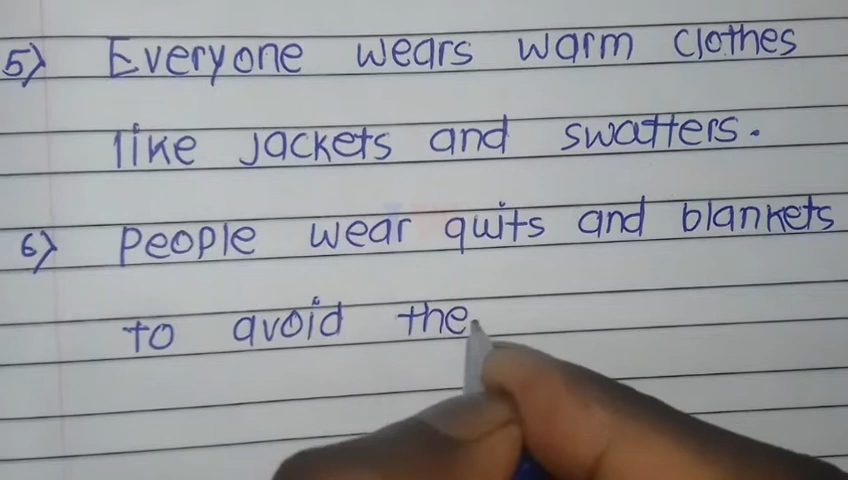 5) Everyone wears warm clothes
like Jackets and swatters.
6) People wear quits and blankets
to avoid the